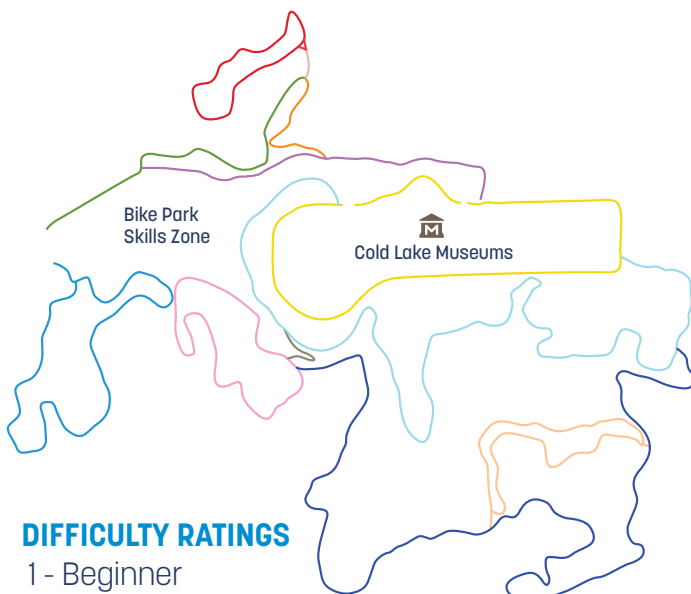 Bike Park
Skills Zone
Cold Lake Museums
DIFFICULTY RATINGS
1 - Beginner